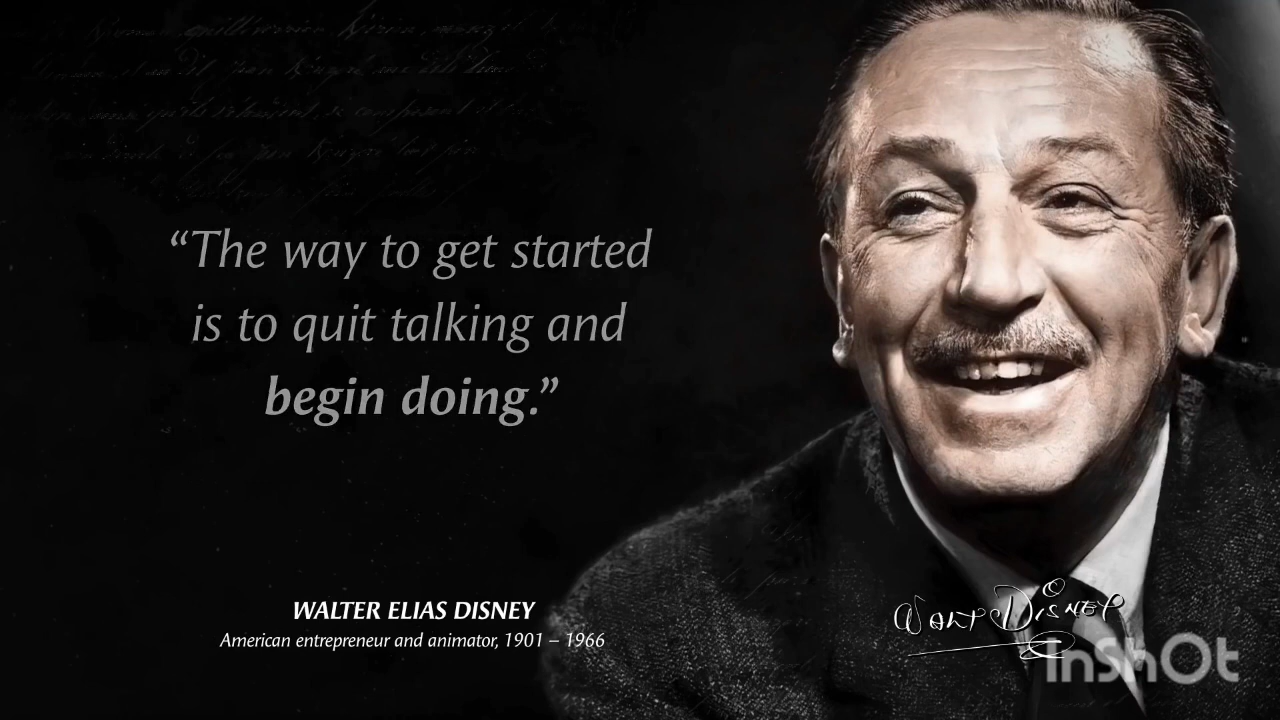 “The way to get started
is to quit talking and
begin doing.”
WALTER ELIAS DISNEY
American entrepreneur and animator, 1901 – 1966
WALT DISNEY
InShOt